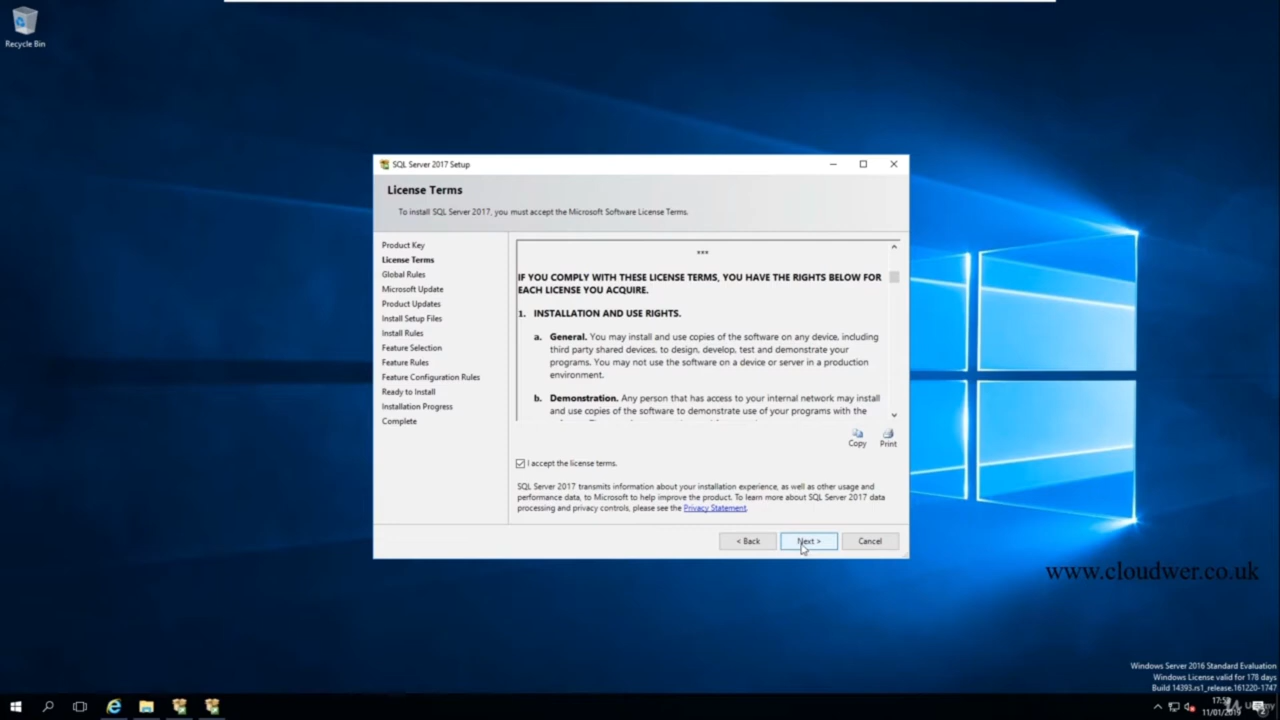 Recycle Bin
SQL Server 2017 Setup
License Terms
To install SQL Server 2017, you must accept the Microsoft Software License Terms.
Product Key
License Terms
Global Rules
Microsoft Update
Product Updates
Install Setup Files
Install Rules
Feature Selection
Feature Rules
Feature Configuration Rules
Ready to Install
Installation Progress
Complete
***
IF YOU COMPLY WITH THESE LICENSE TERMS, YOU HAVE THE RIGHTS BELOW FOR
EACH LICENSE YOU ACQUIRE.
1. INSTALLATION AND USE RIGHTS.
a. General. You may install and use copies of the software on any device, including
third party shared devices, to design, develop, test and demonstrate your
programs. You may not use the software on a device or server in a production
environment.
b. Demonstration. Any person that has access to your internal network may install
and use copies of the software to demonstrate use of your programs with the
Copy
Print
I accept the license terms.
SQL Server 2017 transmits information about your installation experience, as well as other usage and
performance data, to Microsoft to help improve the product. To learn more about SQL Server 2017 data
processing and privacy controls, please see the Privacy Statement.
< Back
Next >
Cancel
www.cloudwer.co.uk
Windows Server 2016 Standard Evaluation
Windows License valid for 178 days
Build 14393.rs1_release.161220-1747
11/01/2019